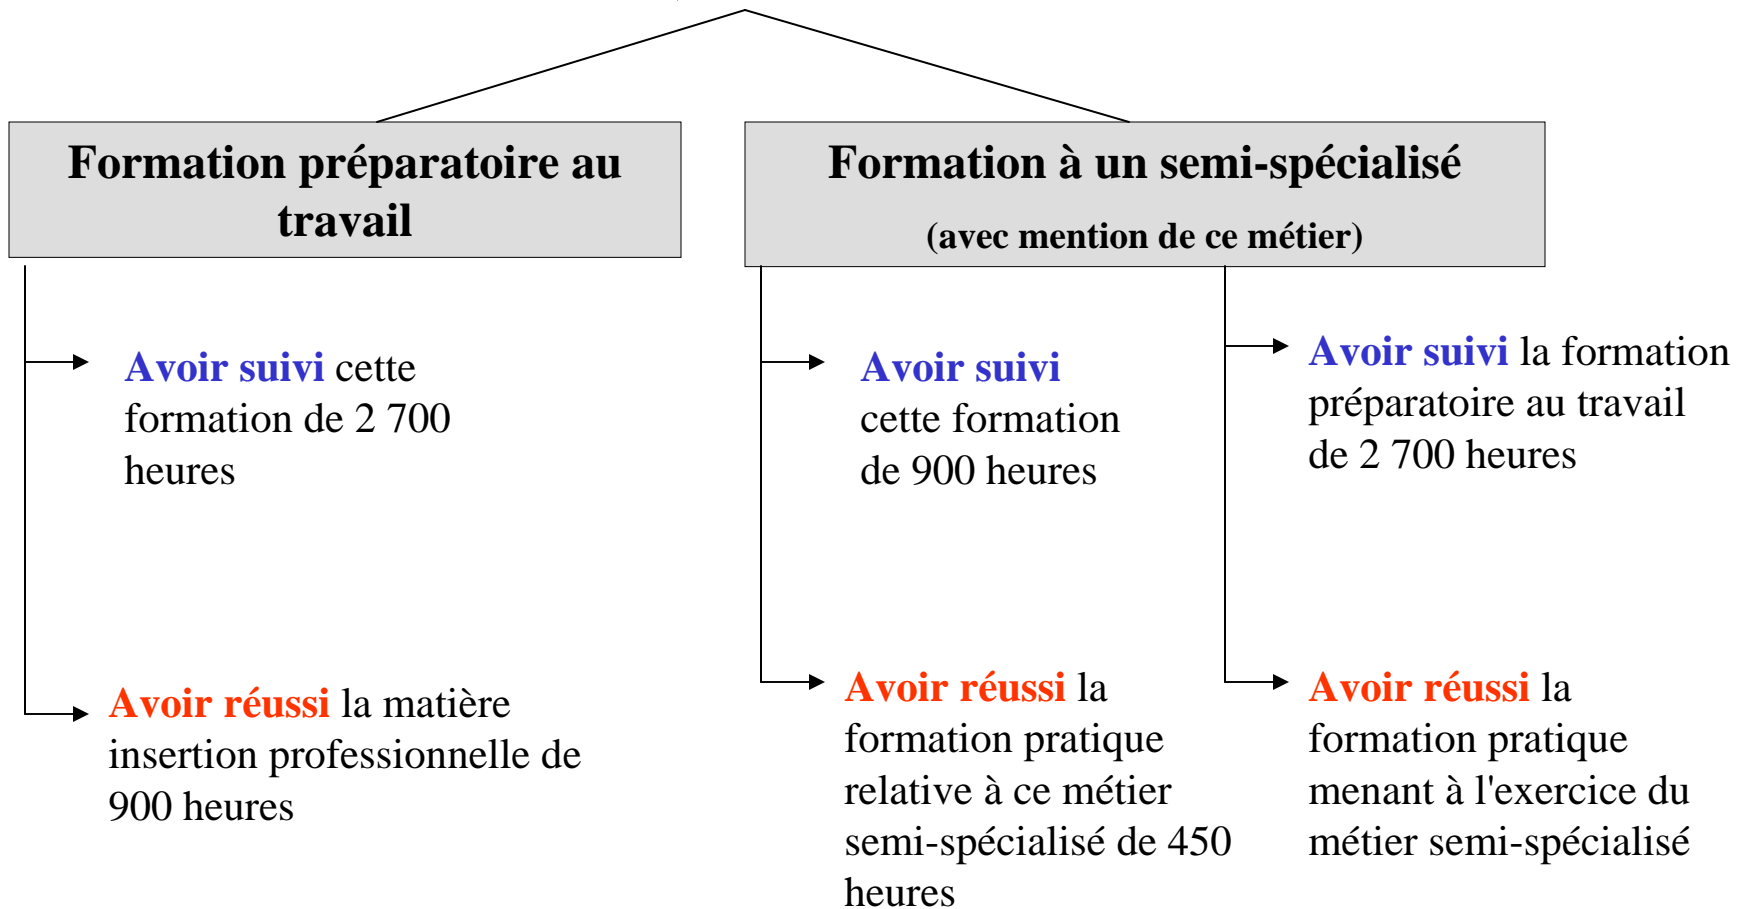 Formation préparatoire au
travail
Formation à un semi-spécialisé
(avec mention de ce métier)
Avoir suivi cette
formation de 2 700
heures
Avoir réussi la matière
insertion professionnelle de
900 heures
Avoir suivi
cette formation
de 900 heures
Avoir réussi la
formation pratique
relative à ce métier
semi-spécialisé de 450
heures
Avoir suivi la formation
préparatoire au travail
de 2 700 heures
Avoir réussi la
formation pratique
menant à l'exercice du
métier semi-spécialisé